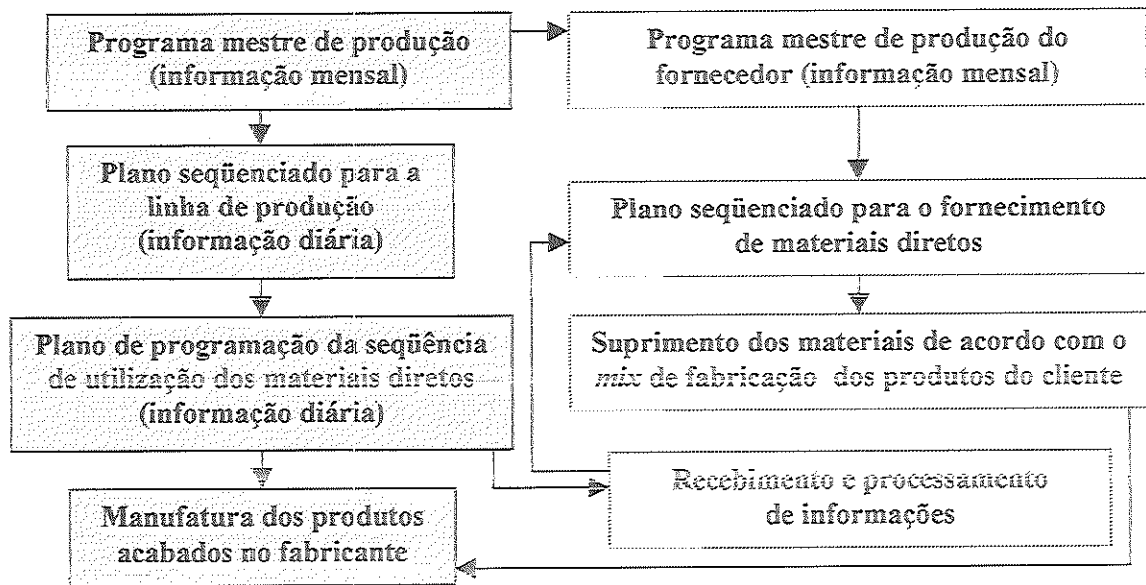 Programa mestre de produção
(informação mensal)
Programa mestre de produção do
fornecedor (informação mensal)
Plano seqüenciado para a
linha de produção
(informação diária)
Plano seqüenciado para o fornecimento
de materiais diretos
Plano de programação da seqüência
de utilização dos materiais diretos
(informação diária)
Suprimento dos materiais de acordo com o
mix de fabricação dos produtos do cliente
Recebimento e processamento
de informações
Manufatura dos produtos
acabados no fabricante